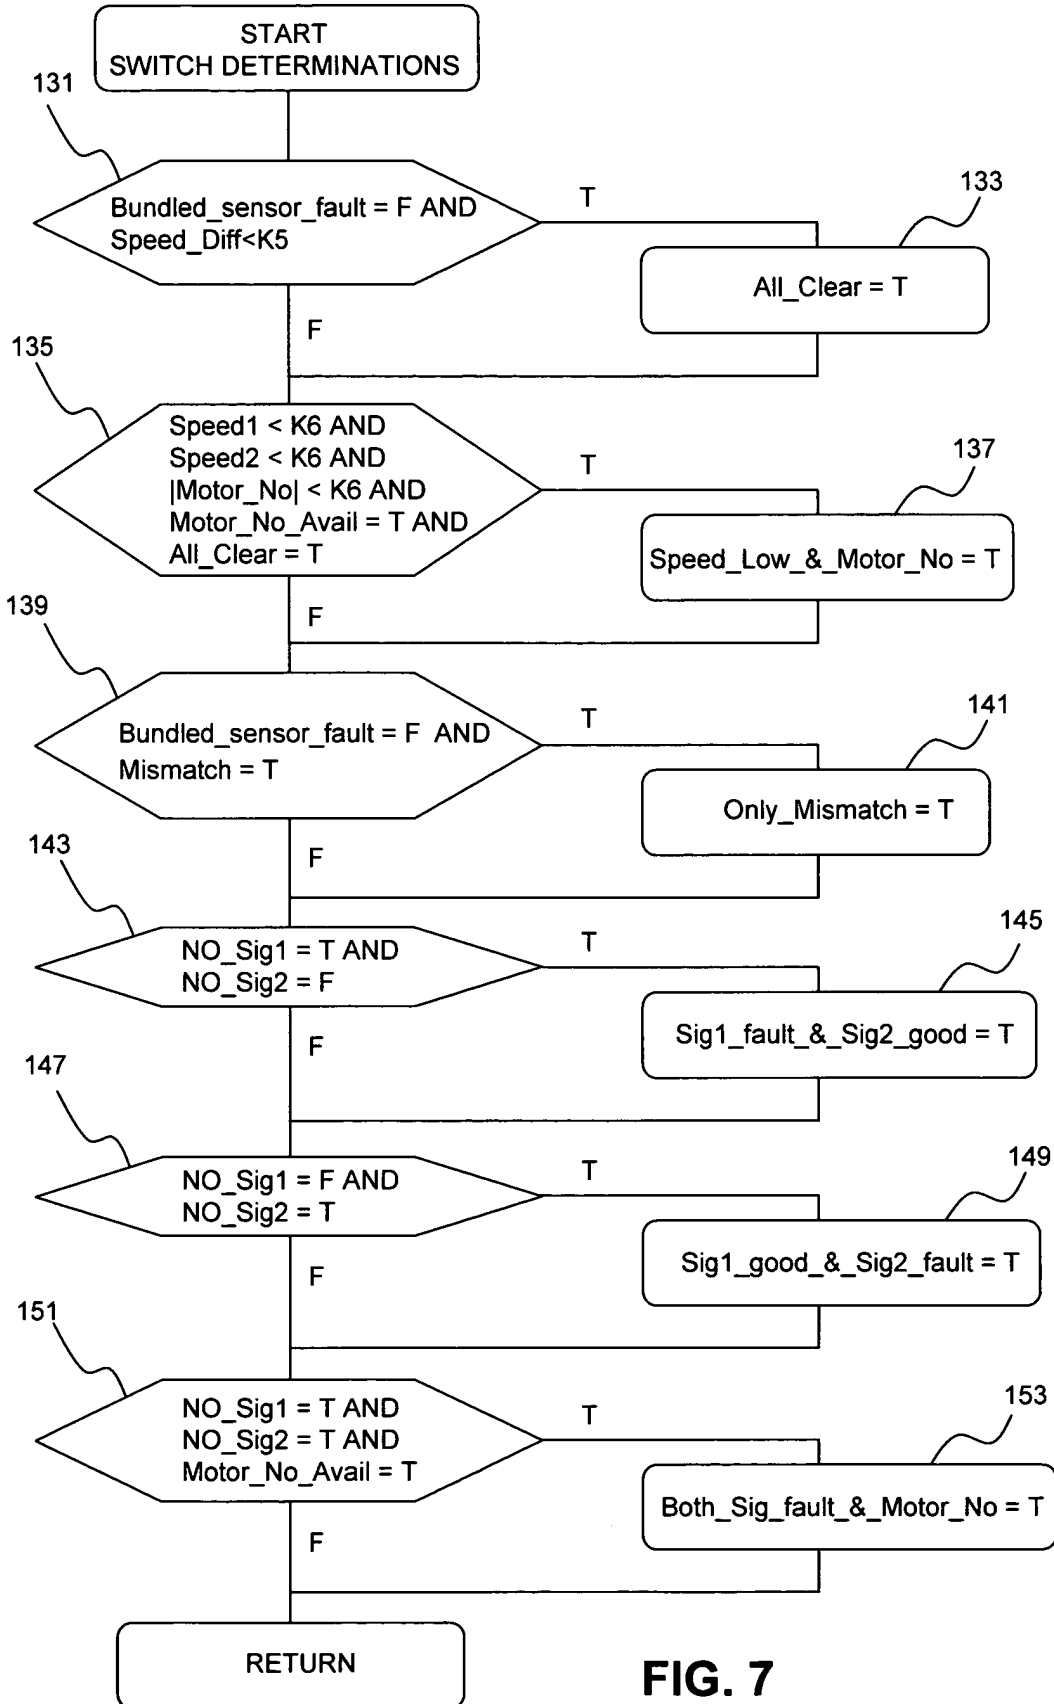 START
SWITCH DETERMINATIONS
131
Bundled_sensor_fault = F AND
Speed_Diff<K5
T
133
All_Clear = T
F
135
Speed1 < K6 AND
Speed2 < K6 AND
|Motor_No| < K6 AND
Motor_No_Avail = T AND
All_Clear = T
T
137
Speed_Low_&_Motor_No = T
F
139
Bundled_sensor_fault = F AND
Mismatch = T
T
141
Only_Mismatch = T
F
143
NO_Sig1 = T AND
NO_Sig2 = F
T
145
Sig1_fault_&_Sig2_good = T
F
147
NO_Sig1 = F AND
NO_Sig2 = T
T
149
Sig1_good_&_Sig2_fault = T
F
151
NO_Sig1 = T AND
NO_Sig2 = T AND
Motor_No_Avail = T
T
153
Both_Sig_fault_&_Motor_No = T
F
RETURN
FIG. 7